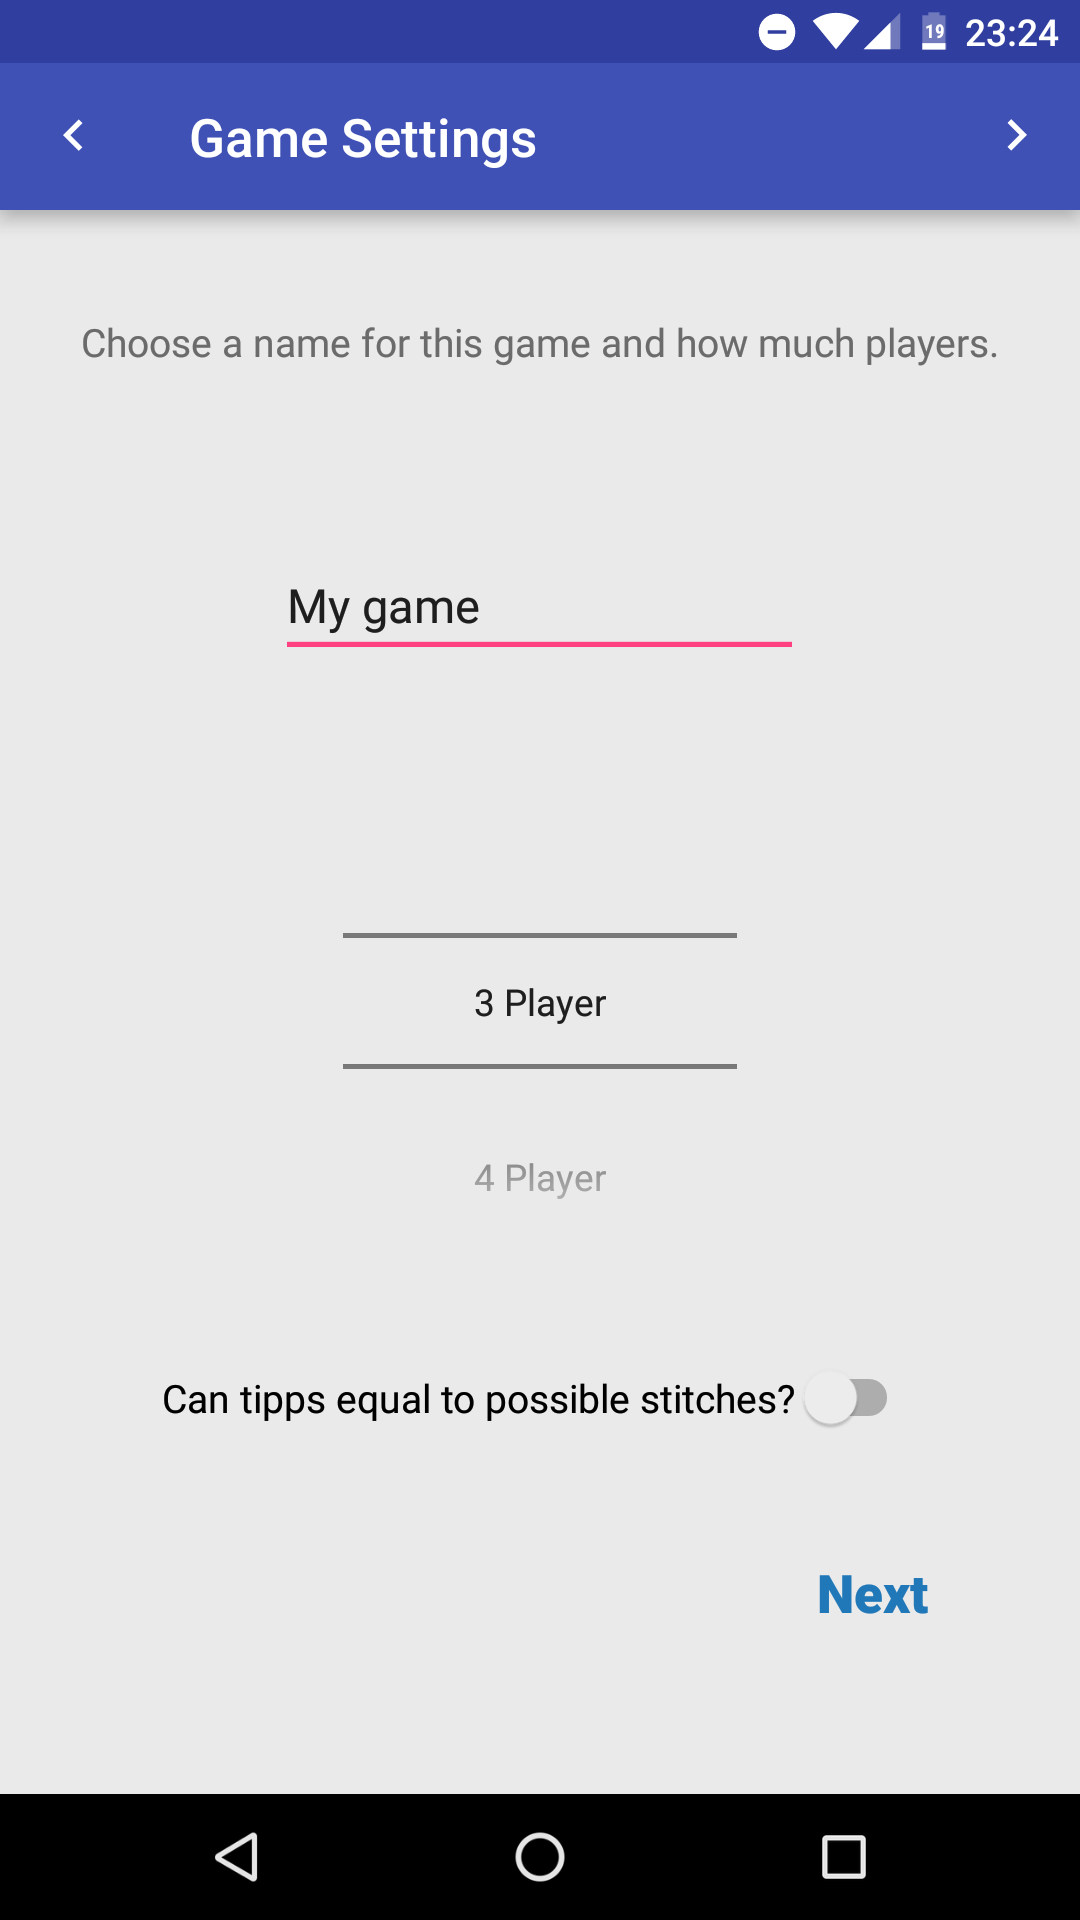 19 23:24
Game Settings
Choose a name for this game and how much players.
My game
3 Player
4 Player
Can tipps equal to possible stitches?
Next